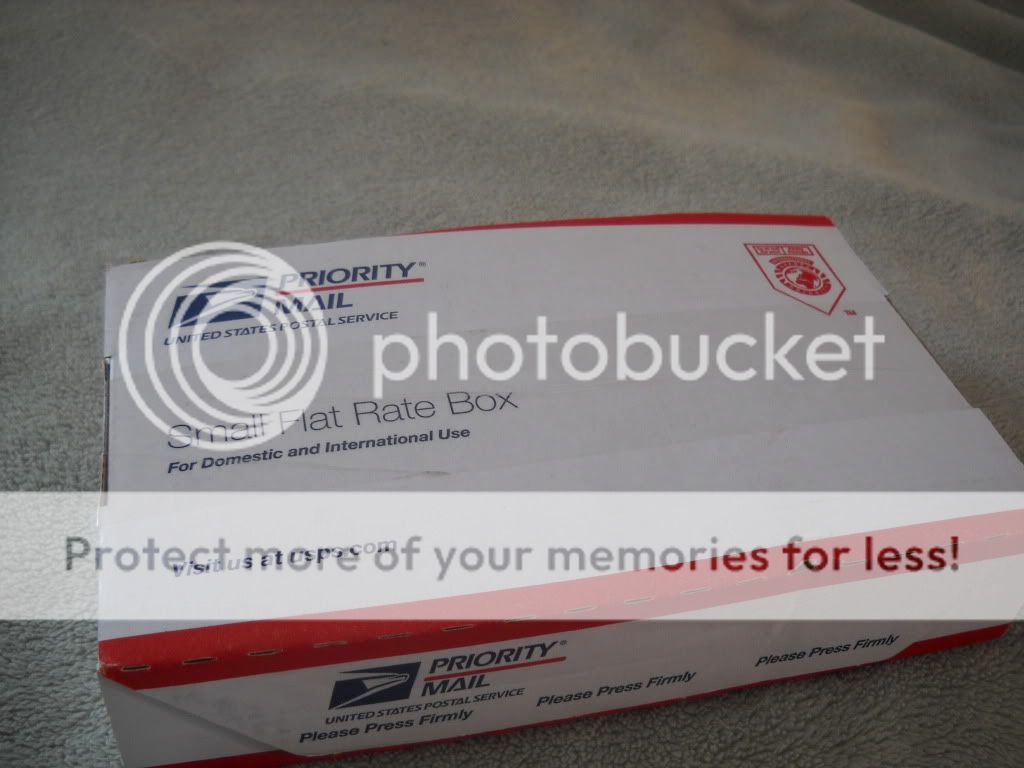 PRIORITY®
MAIL
UNITED STATES POSTAL SERVICE
TM
photobucket
Small Flat Rate Box
For Domestic and International Use
Visit us at usps.com
Protect more of your memories for less!
PRIORITY®
MAIL
UNITED STATES POSTAL SERVICE
Please Press Firmly
Please Press Firmly
Please Press Firmly